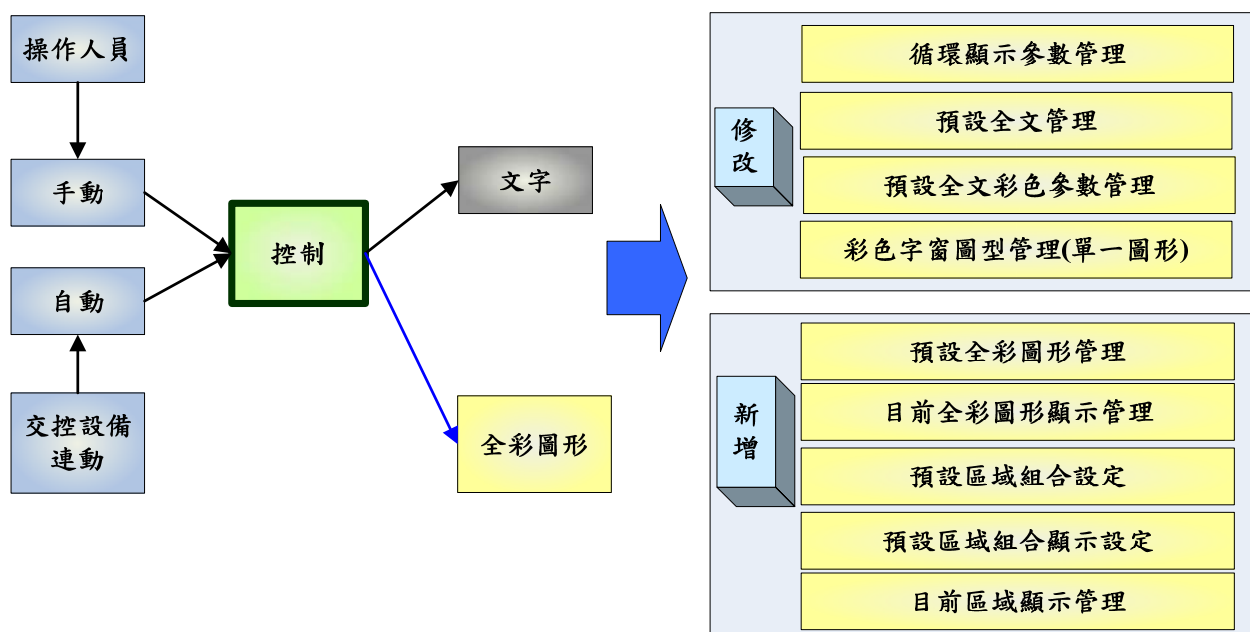 操作人員
手動
自動
交控設備
連動
控制
文字
全彩圖形
修
改
循環顯示參數管理
預設全文管理
預設全文彩色參數管理
彩色字窗圖型管理(單一圖形)
新
增
預設全彩圖形管理
目前全彩圖形顯示管理
預設區域組合設定
預設區域組合顯示設定
目前區域顯示管理